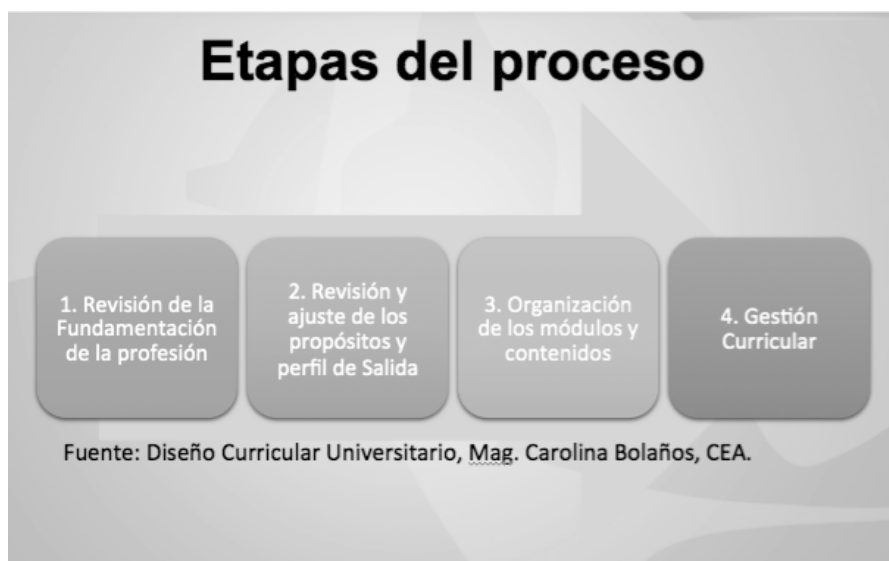 Etapas del proceso
1. Revisión de la
Fundamentación
de la profesión
2. Revisión y
ajuste de los
propósitos y
perfil de Salida
3. Organización
de los módulos y
contenidos
4. Gestión
Curricular
Fuente: Diseño Curricular Universitario, Mag. Carolina Bolaños, CEA.